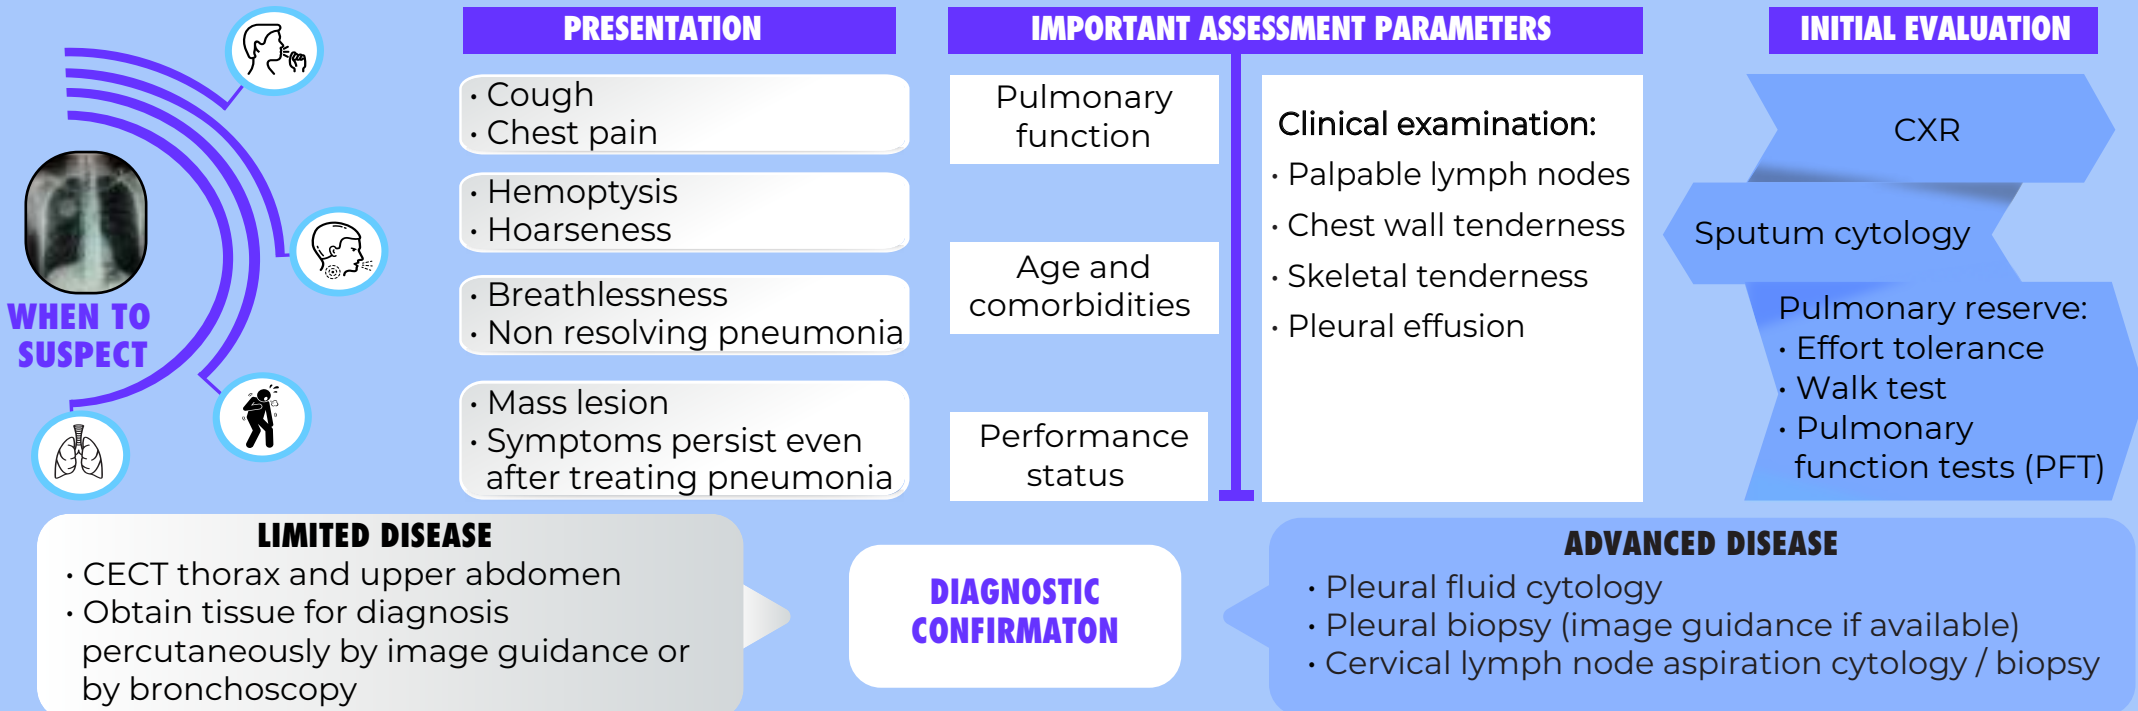 WHEN TO
SUSPECT
PRESENTATION
· Cough
· Chest pain
· Hemoptysis
· Hoarseness
· Breathlessness
· Non resolving pneumonia
· Mass lesion
· Symptoms persist even
after treating pneumonia
IMPORTANT ASSESSMENT PARAMETERS
Pulmonary
function
Age and
comorbidities
Performance
status
Clinical examination:
· Palpable lymph nodes
· Chest wall tenderness
· Skeletal tenderness
· Pleural effusion
INITIAL EVALUATION
CXR
Sputum cytology
Pulmonary reserve:
· Effort tolerance
· Walk test
· Pulmonary
function tests (PFT)
LIMITED DISEASE
· CECT thorax and upper abdomen
· Obtain tissue for diagnosis
percutaneously by image guidance or
by bronchoscopy
DIAGNOSTIC
CONFIRMATON
ADVANCED DISEASE
· Pleural fluid cytology
· Pleural biopsy (image guidance if available)
· Cervical lymph node aspiration cytology / biopsy